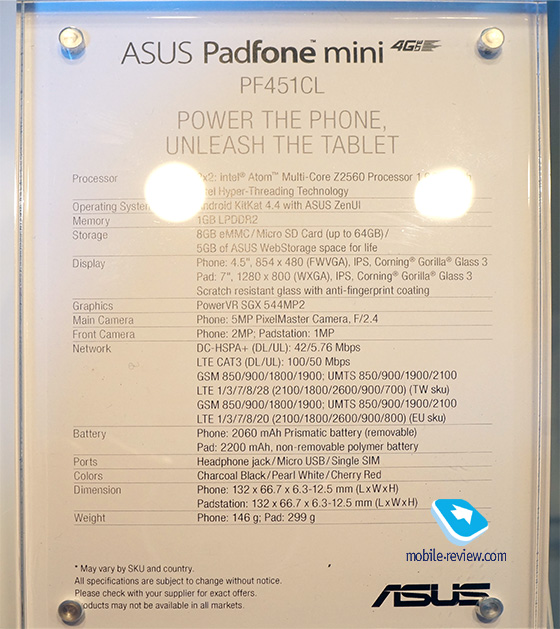 ASUS Padfone™ mini 4G LTE
PF451CL
POWER THE PHONE,
UNLEASH THE TABLET
Processor 2x2: Intel® Atom™ Multi-Core Z2560 Processor
Hyper-Threading Technology
Operating System Android KitKat 4.4 with ASUS ZenUI
Memory 1GB LPDDR2
Storage 8GB eMMC/Micro SD Card (up to 64GB)/
5GB of ASUS WebStorage space for life
Display Phone: 4.5", 854 x 480 (FWVGA), IPS, Corning® Gorilla® Glass 3
Pad: 7", 1280 x 800 (WXGA), IPS, Corning® Gorilla® Glass 3
Scratch resistant glass with anti-fingerprint coating
Graphics PowerVR SGX 544MP2
Main Camera Phone: 5MP PixelMaster Camera, F/2.4
Front Camera Phone: 2MP; Padstation: 1MP
Network DC-HSPA+ (DL/UL): 42/5.76 Mbps
LTE CAT3 (DL/UL): 100/50 Mbps
GSM 850/900/1800/1900; UMTS 850/900/1900/2100
LTE 1/3/7/8/28 (2100/1800/2600/900/700) (TW sku)
GSM 850/900/1800/1900; UMTS 850/900/1900/2100
LTE 1/3/7/8/20 (2100/1800/2600/900/800) (EU sku)
Battery Phone: 2060 mAh Prismatic battery (removable)
Pad: 2200 mAh, non-removable polymer battery
Ports Headphone jack/Micro USB/Single SIM
Colors Charcoal Black/Pearl White/Cherry Red
Dimension Phone: 132 x 66.7 x 6.3-12.5 mm (LxWxH)
Padstation: 132 x 66.7 x 6.3-12.5 mm (LxWxH)
Weight Phone: 146 g; Pad: 299 g
mobile-review.com
* May vary by SKU and country.
All specifications are subject to change without notice.
Please check with your supplier for exact offers.
Products may not be available in all markets.
ASUS